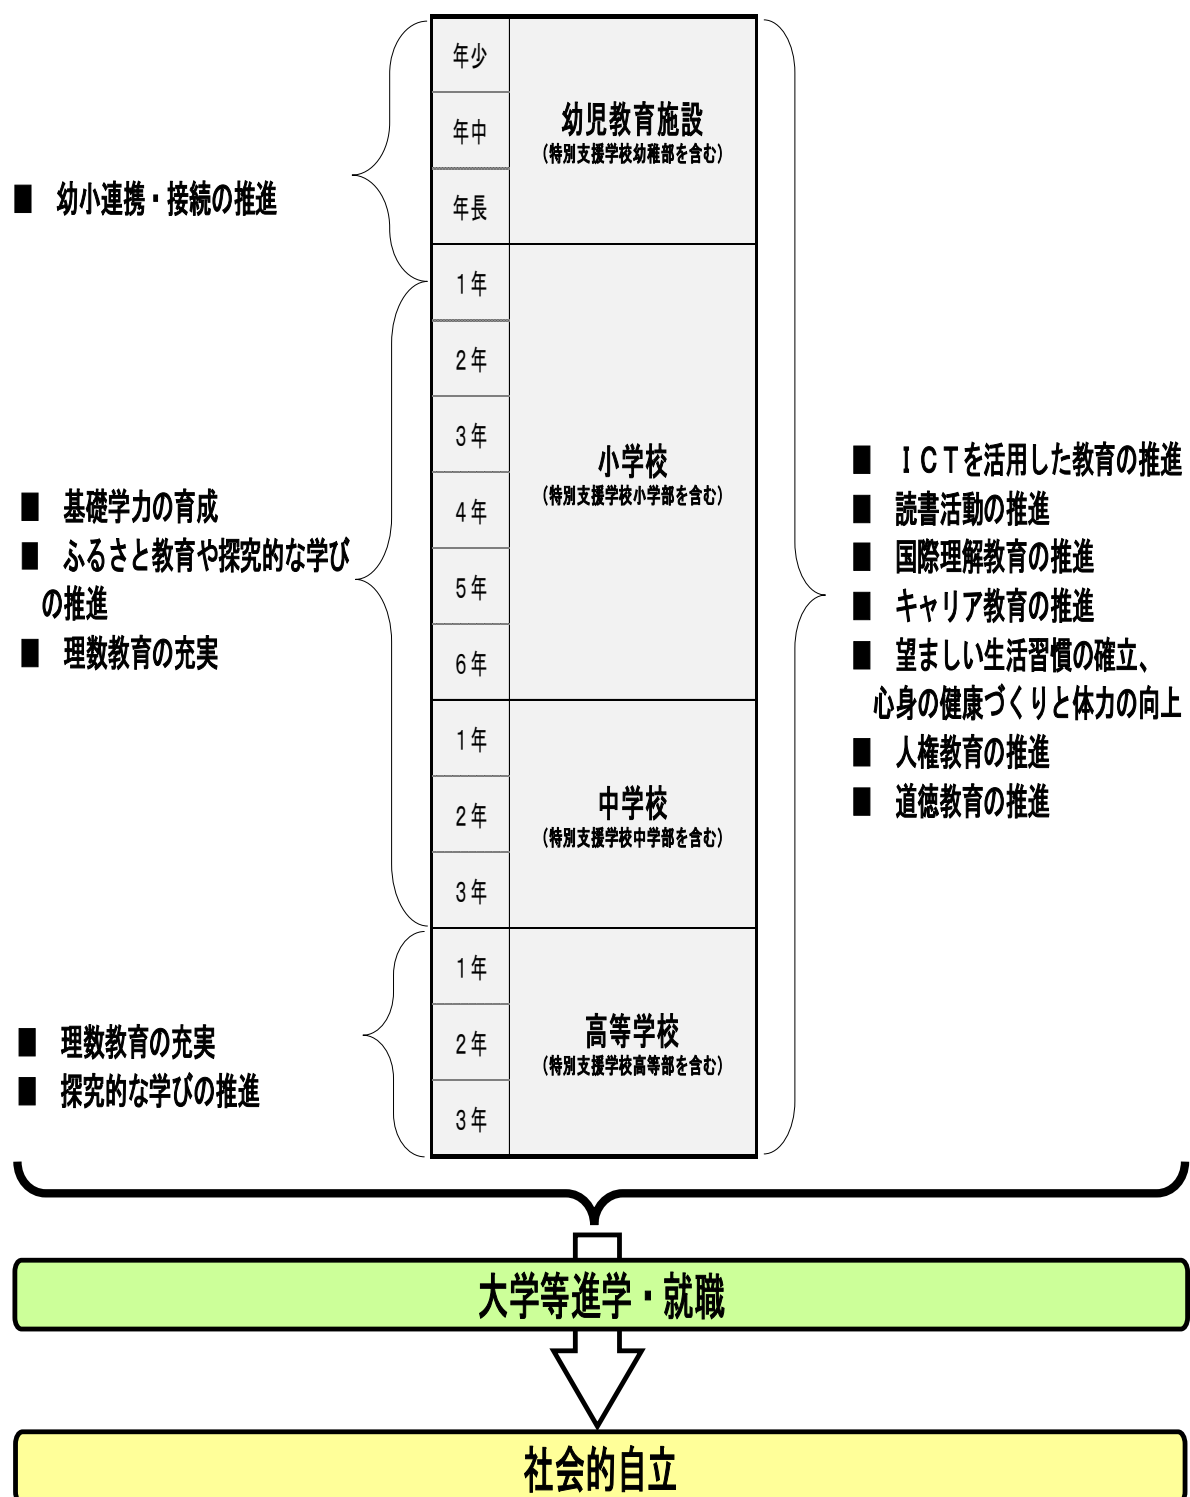 年少
年中
年長
幼児教育施設
（特別支援学校幼稚部を含む）
■　幼小連携・接続の推進
１年
２年
３年
４年
５年
６年
小学校
（特別支援学校小学部を含む）
■　基礎学力の育成
■　ふるさと教育や探究的な学び
の推進
■　理数教育の充実
１年
２年
３年
中学校
（特別支援学校中学部を含む）
１年
２年
３年
高等学校
（特別支援学校高等部を含む）
■　理数教育の充実
■　探究的な学びの推進
■　ＩＣＴを活用した教育の推進
■　読書活動の推進
■　国際理解教育の推進
■　キャリア教育の推進
■　望ましい生活習慣の確立、
心身の健康づくりと体力の向上
■　人権教育の推進
■　道徳教育の推進
大学等進学・就職
社会的自立